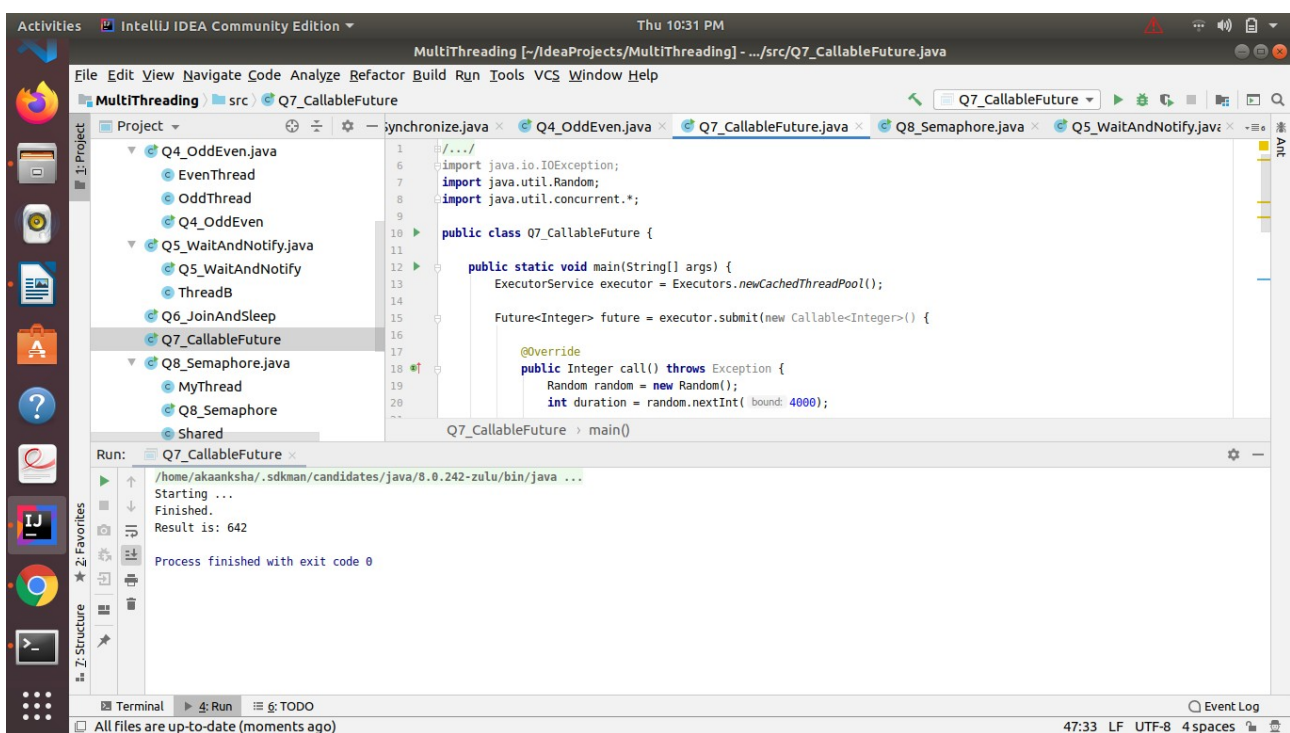 Activities IntelliJ IDEA Community Edition Thu 10:31 PM
MultiThreading [~/IdeaProjects/MultiThreading] - .../src/Q7_CallableFuture.java
File Edit View Navigate Code Analyze Refactor Build Run Tools VCS Window Help
MultiThreading src Q7_CallableFuture Q7_CallableFuture
Project ynchronize.java Q4_OddEven.java Q7_CallableFuture.java Q8_Semaphore.java Q5_WaitAndNotify.java
1: Project
Ant
Q4_OddEven.java
EvenThread
OddThread
Q4_OddEven
Q5_WaitAndNotify.java
Q5_WaitAndNotify
ThreadB
Q6_JoinAndSleep
Q7_CallableFuture
Q8_Semaphore.java
MyThread
Q8_Semaphore
Shared
1 /.../
6 import java.io.IOException;
7 import java.util.Random;
8 import java.util.concurrent.*;
9
10 public class Q7_CallableFuture {
11
12 public static void main(String[] args) {
13 ExecutorService executor = Executors.newCachedThreadPool();
14
15 Future<Integer> future = executor.submit(new Callable<Integer>() {
16
17 @Override
18 public Integer call() throws Exception {
19 Random random = new Random();
20 int duration = random.nextInt( bound: 4000);
Q7_CallableFuture › main()
Run: Q7_CallableFuture
/home/akaanksha/.sdkman/candidates/java/8.0.242-zulu/bin/java ...
Starting ...
Finished.
Result is: 642
Process finished with exit code 0
2: Favorites
7: Structure
Terminal 4: Run 6: TODO Event Log
All files are up-to-date (moments ago) 47:33 LF UTF-8 4 spaces